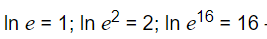 ln e = 1; ln e² = 2; ln e¹⁶ = 16 .